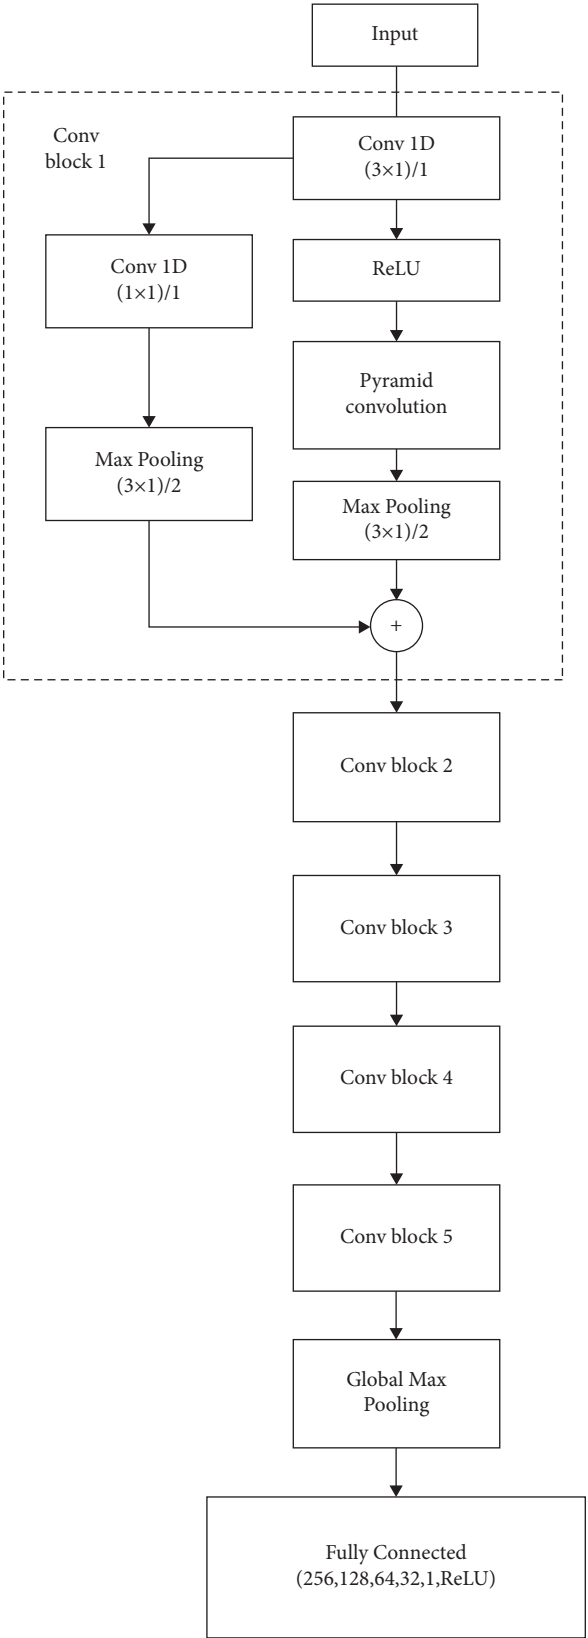 Input
Conv
block 1
Conv 1D
(3×1)/1
Conv 1D
(1×1)/1
ReLU
Pyramid
convolution
Max Pooling
(3×1)/2
Max Pooling
(3×1)/2
+
Conv block 2
Conv block 3
Conv block 4
Conv block 5
Global Max
Pooling
Fully Connected
(256,128,64,32,1,ReLU)